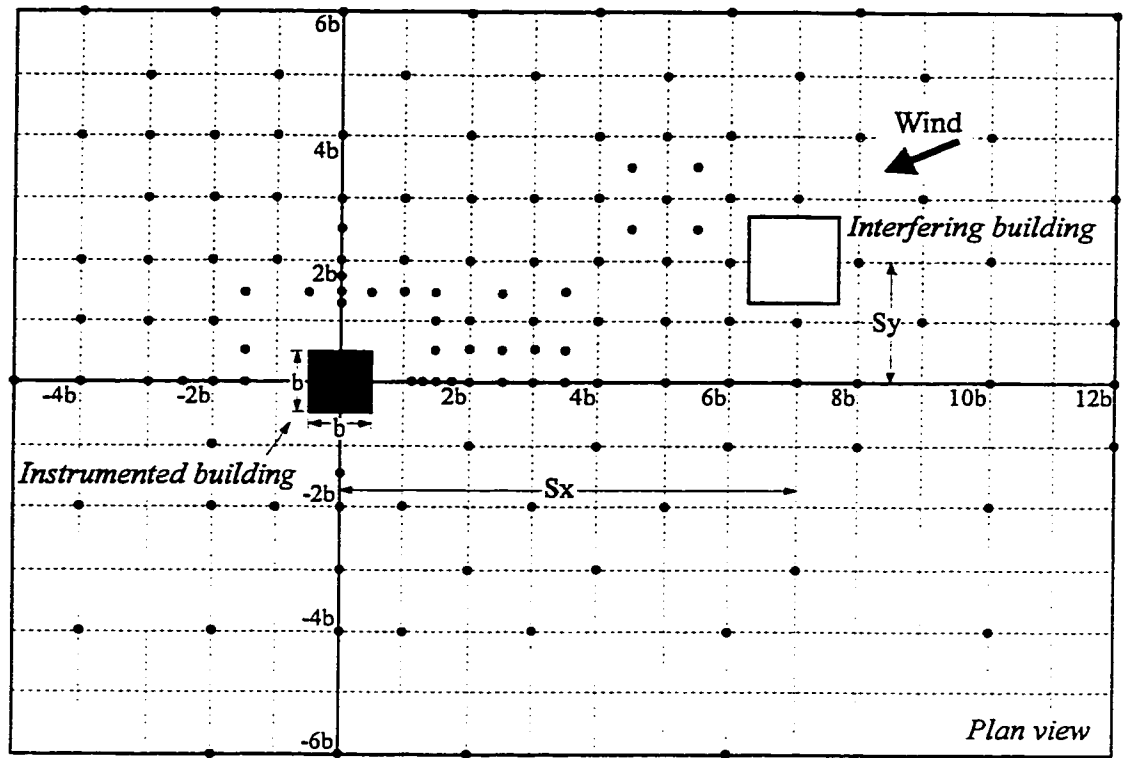 6b
Wind
4b
Interfering building
2b
Sy
b
-4b
-2b
2b
4b
6b
8b
10b
12b
b
Instrumented building
-2b
Sx
-4b
Plan view
-6b